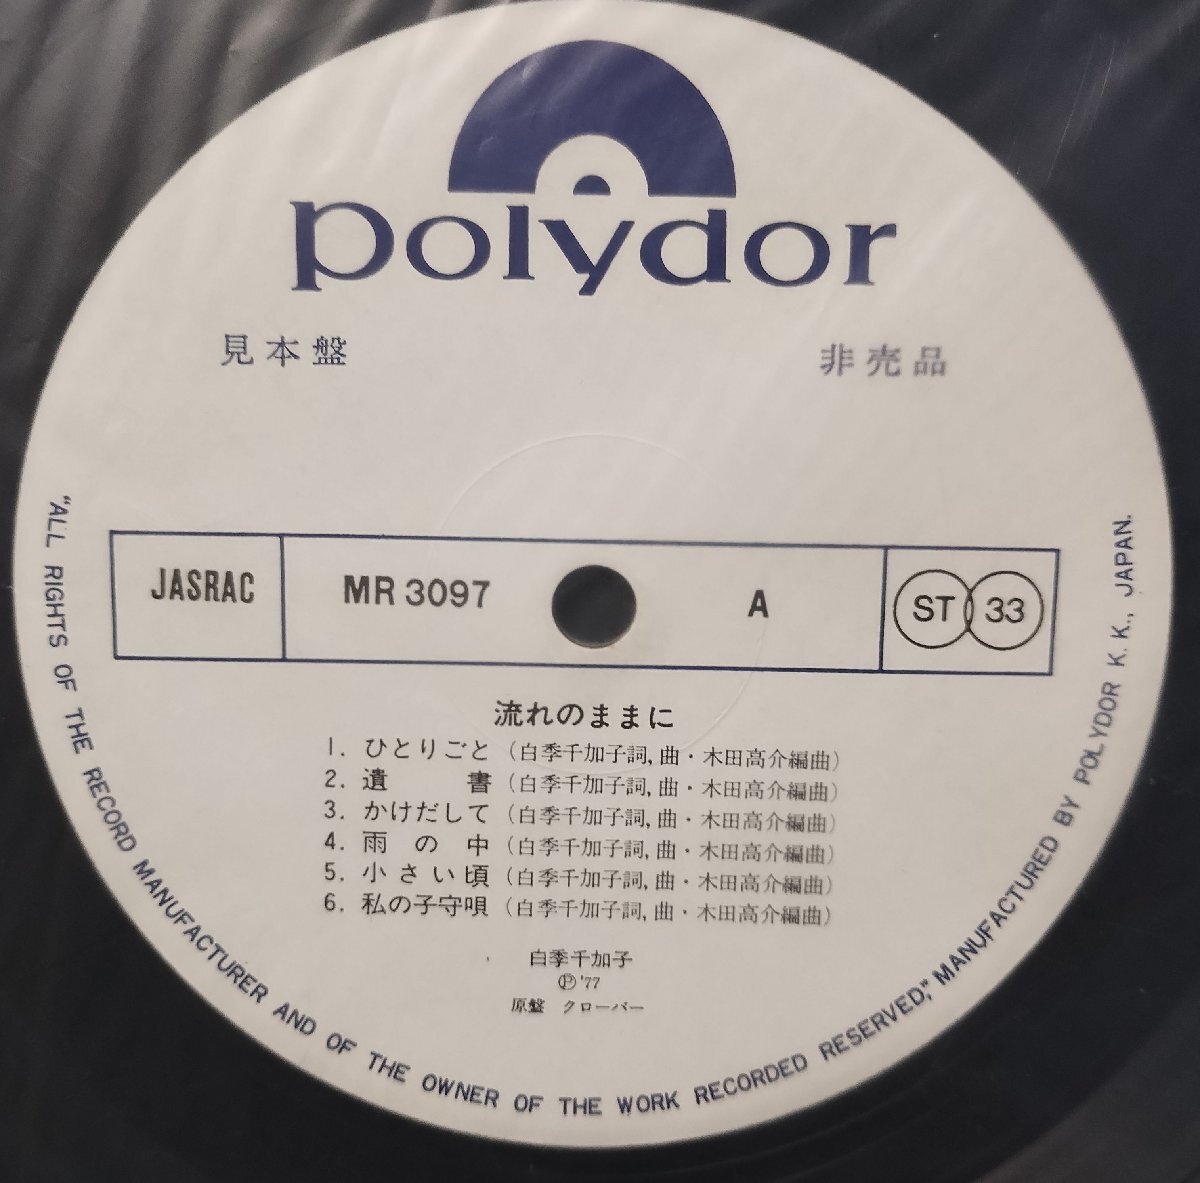 polydor
見本盤 非売品
JASRAC MR 3097 A ST 33
流れのままに
1. ひとりごと (白季千加子詞, 曲・木田高介編曲)
2. 遺書 (白季千加子詞, 曲・木田高介編曲)
3. かけだして (白季千加子詞, 曲・木田高介編曲)
4. 雨の中 (白季千加子詞, 曲・木田高介編曲)
5. 小さい頃 (白季千加子詞, 曲・木田高介編曲)
6. 私の子守唄 (白季千加子詞, 曲・木田高介編曲)
白季千加子
Ⓟ '77
原盤 クローバー
"ALL RIGHTS OF THE RECORD MANUFACTURER AND OF THE OWNER OF THE WORK RECORDED RESERVED," MANUFACTURED BY POLYDOR K. K., JAPAN.